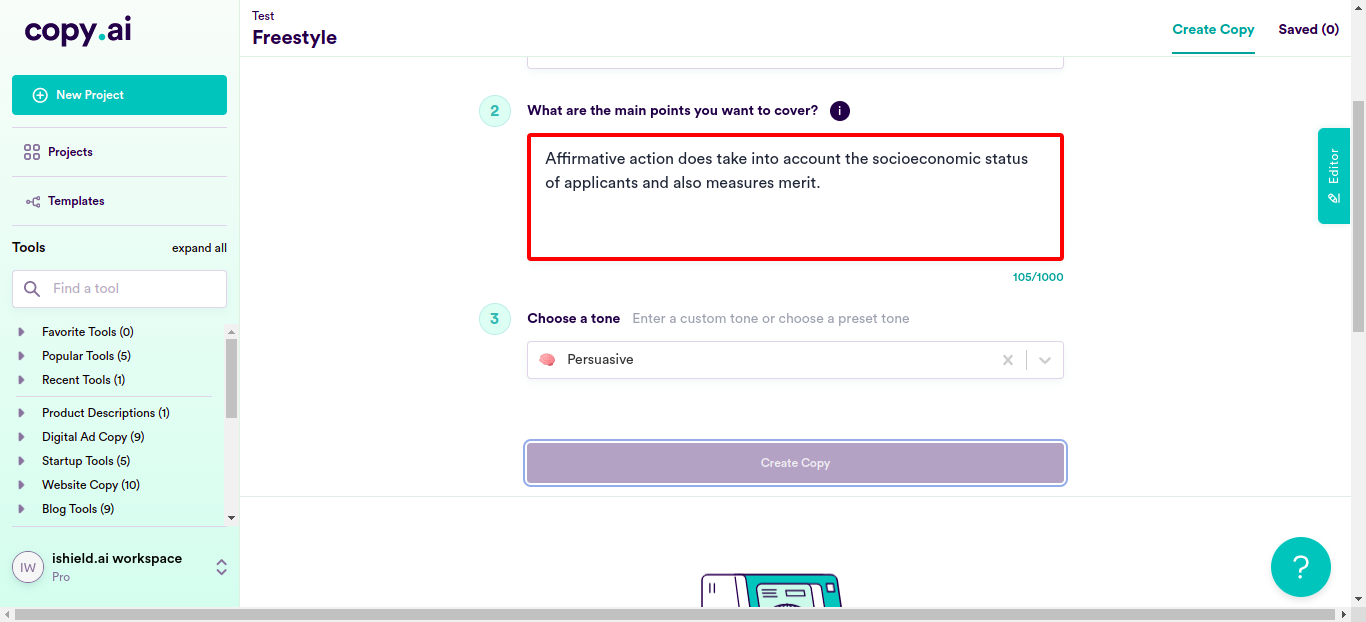 copy.ai
New Project
Projects
Templates
Tools
expand all
Find a tool
Favorite Tools (0)
Popular Tools (5)
Recent Tools (1)
Product Descriptions (1)
Digital Ad Copy (9)
Startup Tools (5)
Website Copy (10)
Blog Tools (9)
IW
ishield.ai workspace
Pro
Test
Freestyle
Create Copy
Saved (0)
2
What are the main points you want to cover?
i
Affirmative action does take into account the socioeconomic status
of applicants and also measures merit.
105/1000
3
Choose a tone
Enter a custom tone or choose a preset tone
Persuasive
Create Copy
Editor
?